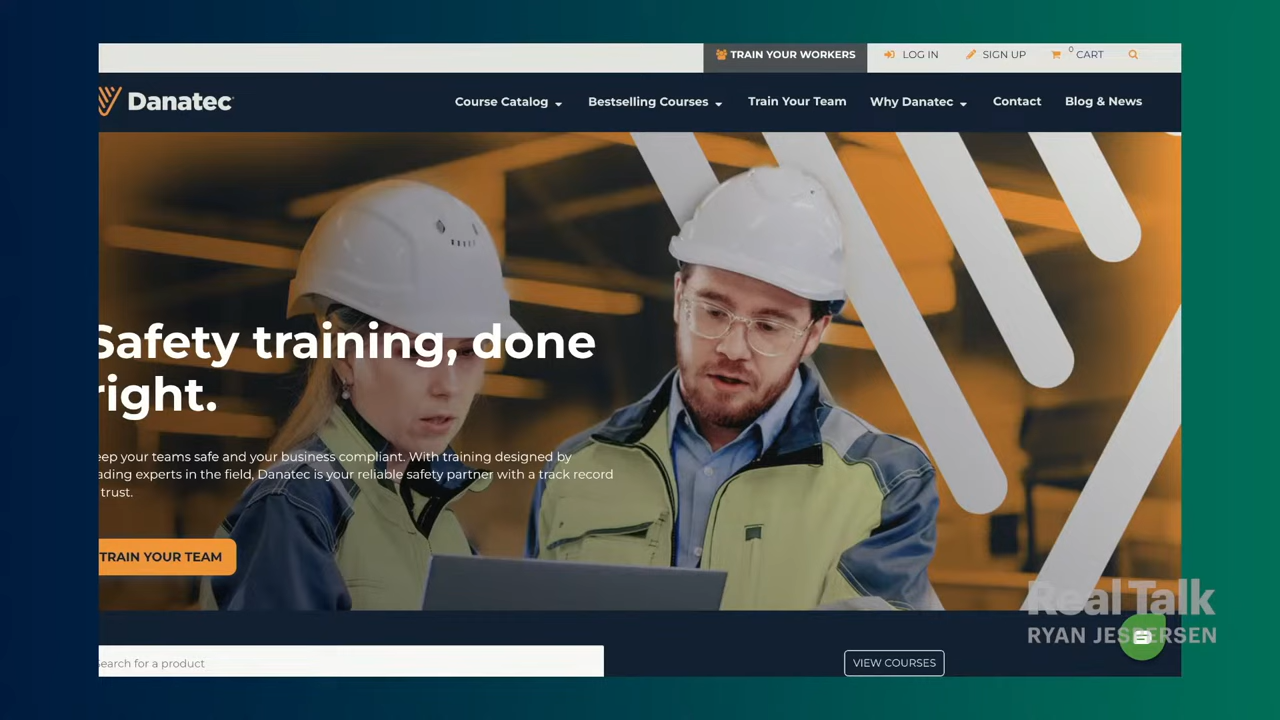 TRAIN YOUR WORKERS
LOG IN
SIGN UP
0
CART
Danatec
Course Catalog
Bestselling Courses
Train Your Team
Why Danatec
Contact
Blog & News
Safety training, done
right.
eep your teams safe and your business compliant. With training designed by
ading experts in the field, Danatec is your reliable safety partner with a track record
trust.
TRAIN YOUR TEAM
Real Talk
RYAN JESPERSEN
earch for a product
VIEW COURSES